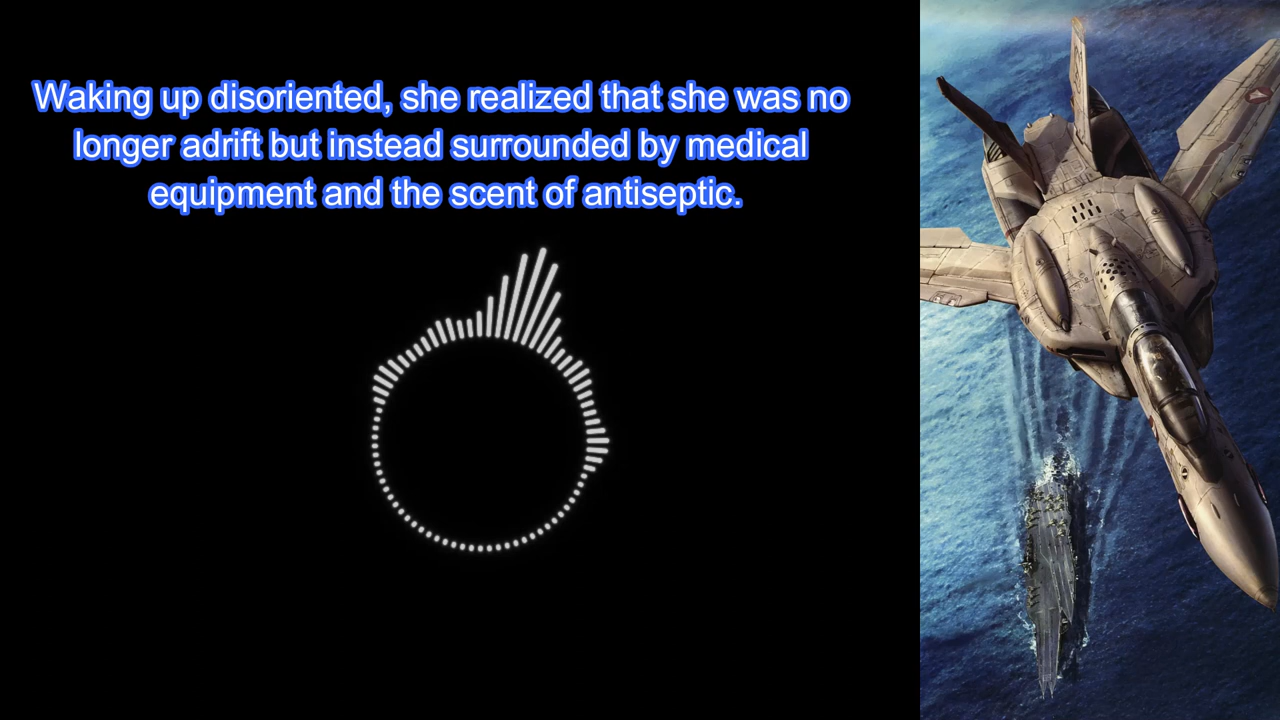 Waking up disoriented, she realized that she was no
longer adrift but instead surrounded by medical
equipment and the scent of antiseptic.